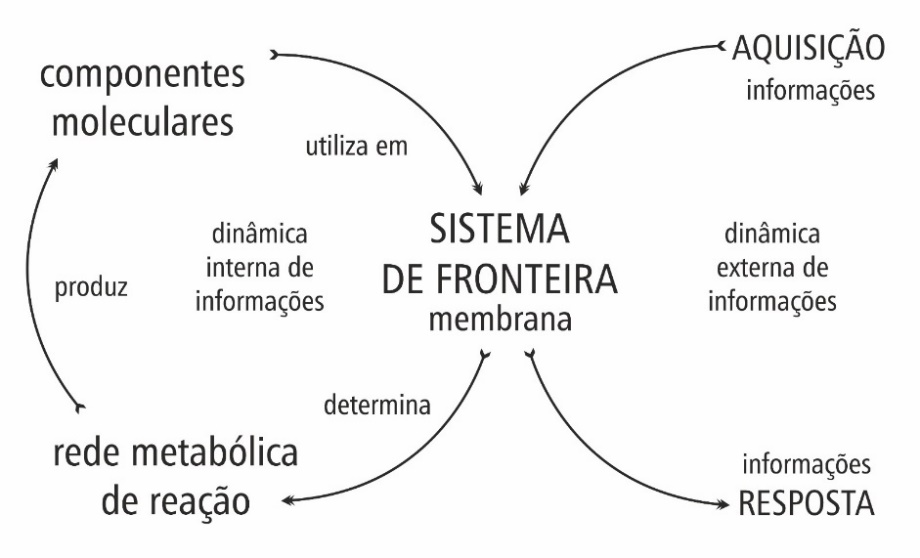 componentes
moleculares
AQUISIÇÃO
informações
utiliza em
dinâmica
interna de
informações
SISTEMA
DE FRONTEIRA
membrana
dinâmica
externa de
informações
produz
determina
rede metabólica
de reação
informações
RESPOSTA